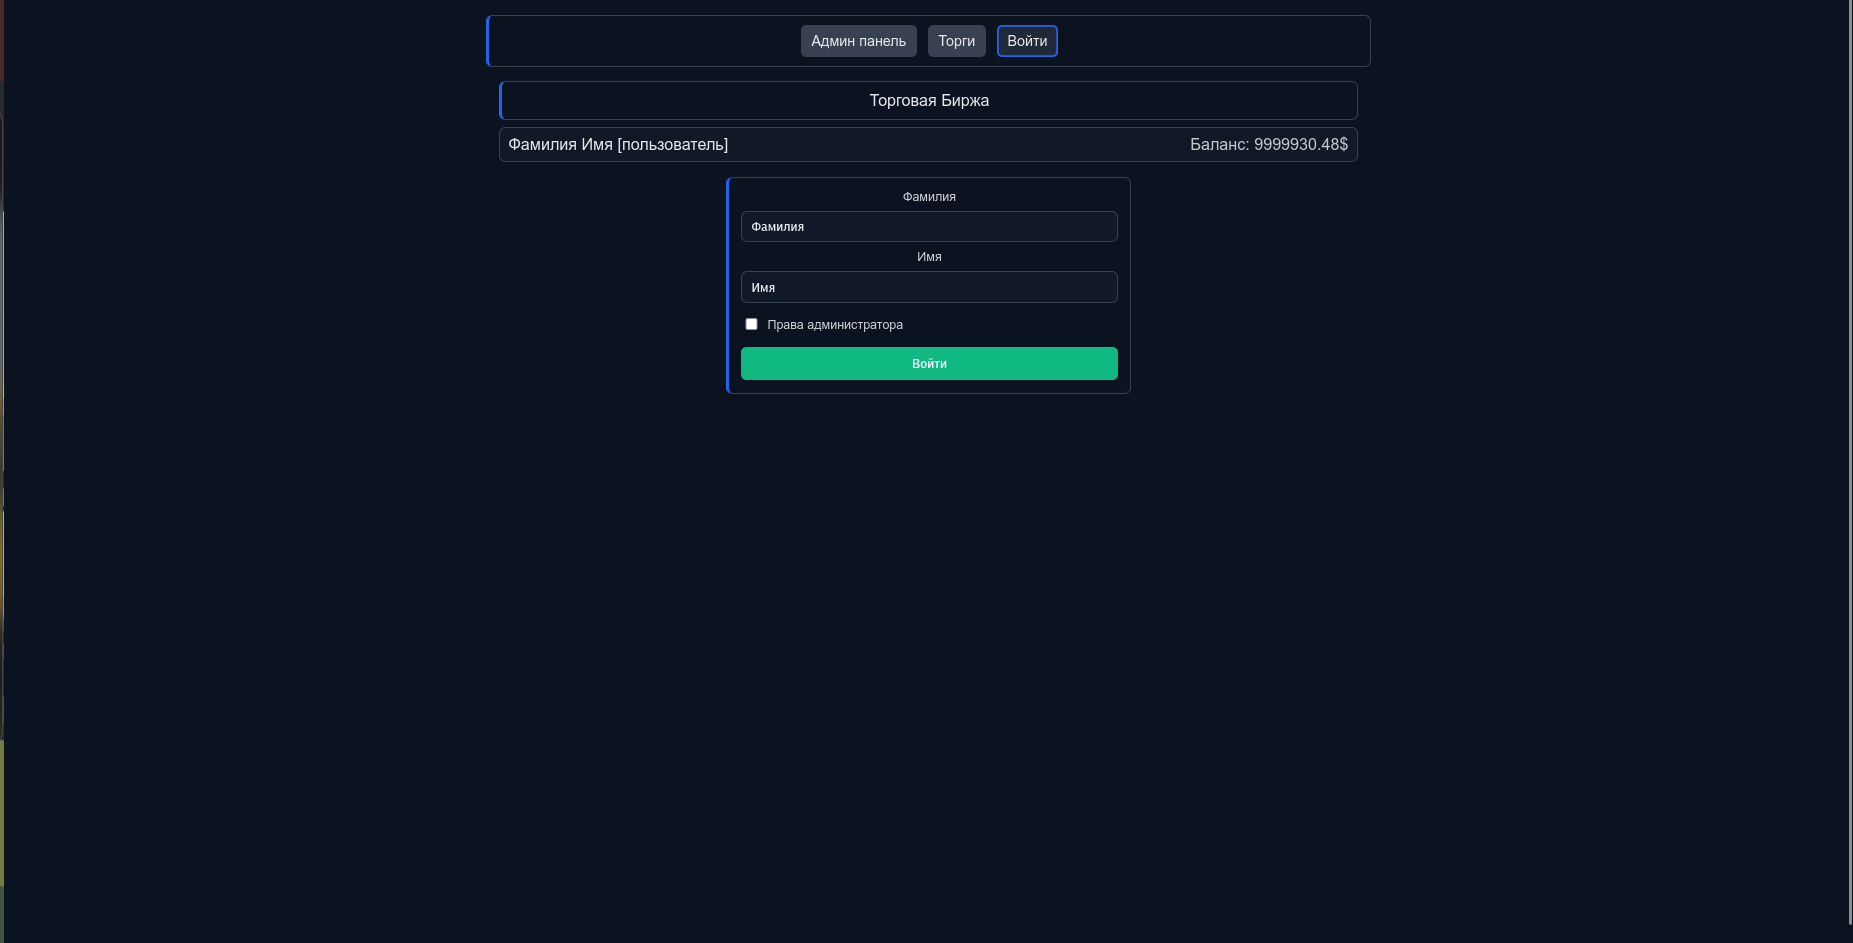 Админ панель Торги Войти
Торговая Биржа
Фамилия Имя [пользователь] Баланс: 9999930.48$
Фамилия
Фамилия
Имя
Имя
Права администратора
Войти